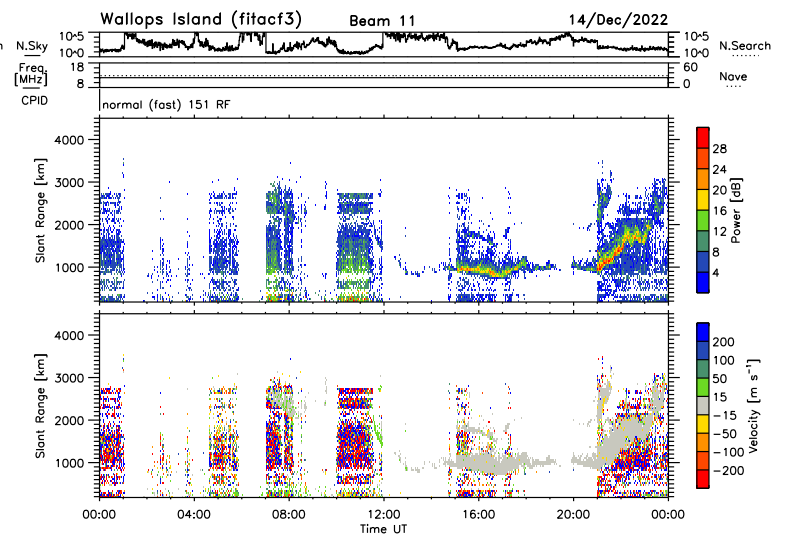 Wallops Island (fitacf3) Beam 11 14/Dec/2022
n N.Sky 10^5 10^0 10^5 10^0 N.Search
Freq. [MHz] 18 8 60 0 Nave
CPID normal (fast) 151 RF
Slant Range [km]
4000
3000
2000
1000
28
24
20
16
12
8
4
Power [dB]
Slant Range [km]
4000
3000
2000
1000
200
100
50
15
−15
−50
−100
−200
Velocity [m s⁻¹]
00:00 04:00 08:00 12:00 16:00 20:00 00:00
Time UT